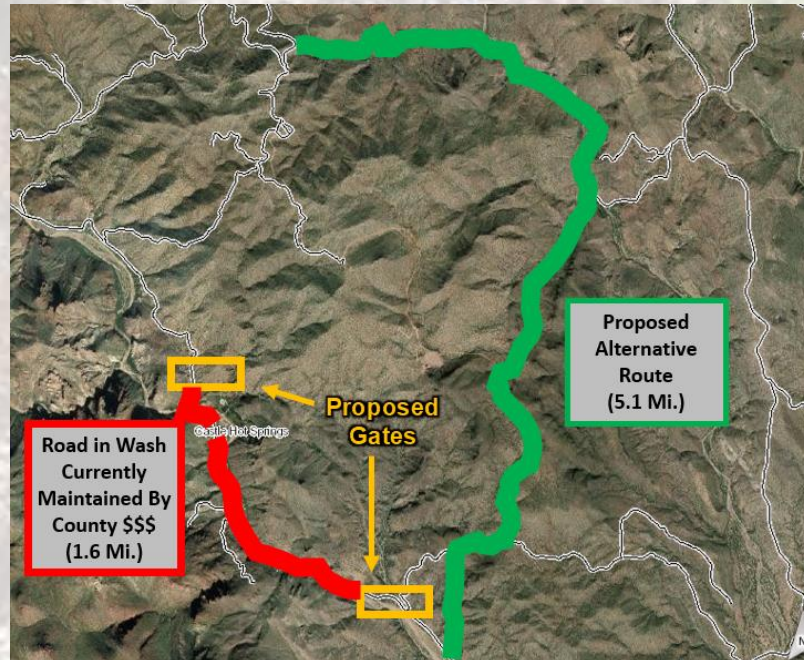 Proposed
Alternative
Route
(5.1 Mi.)
Proposed
Gates
Castle Hot Springs
Road in Wash
Currently
Maintained By
County $$$
(1.6 Mi.)
N